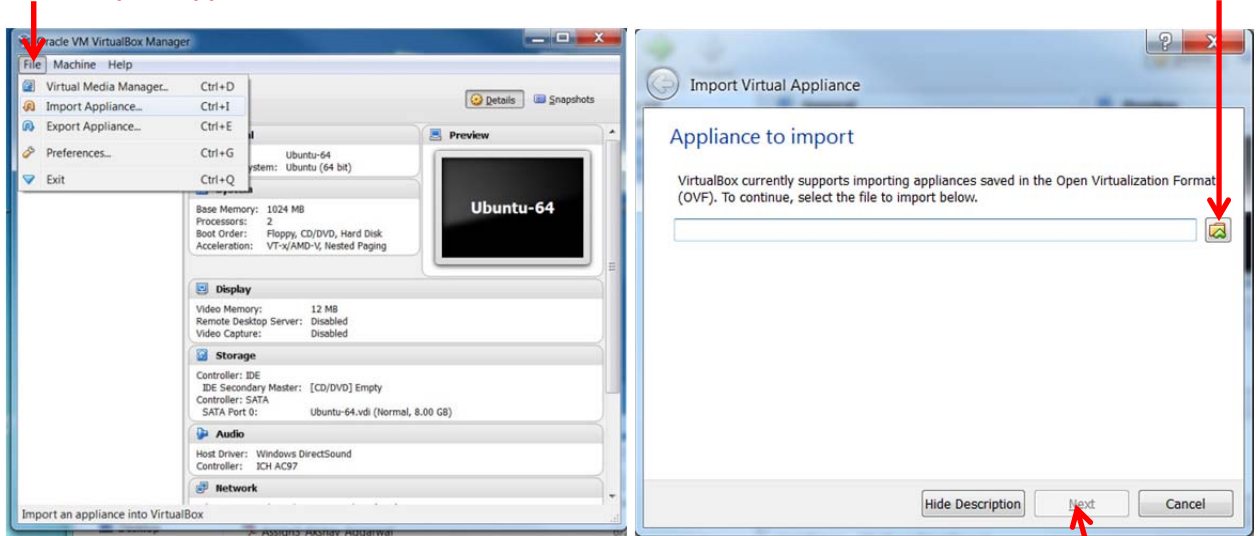 Oracle VM VirtualBox Manager
File Machine Help
Virtual Media Manager... Ctrl+D
Import Appliance... Ctrl+I
Export Appliance... Ctrl+E
Preferences... Ctrl+G
Exit Ctrl+Q
Details Snapshots
Preview
Ubuntu-64
Ubuntu (64 bit)
Ubuntu-64
Base Memory: 1024 MB
Processors: 2
Boot Order: Floppy, CD/DVD, Hard Disk
Acceleration: VT-x/AMD-V, Nested Paging
Display
Video Memory: 12 MB
Remote Desktop Server: Disabled
Video Capture: Disabled
Storage
Controller: IDE
IDE Secondary Master: [CD/DVD] Empty
Controller: SATA
SATA Port 0: Ubuntu-64.vdi (Normal, 8.00 GB)
Audio
Host Driver: Windows DirectSound
Controller: ICH AC97
Network
Import an appliance into VirtualBox
Import Virtual Appliance
Appliance to import
VirtualBox currently supports importing appliances saved in the Open Virtualization Format
(OVF). To continue, select the file to import below.
Hide Description Next Cancel